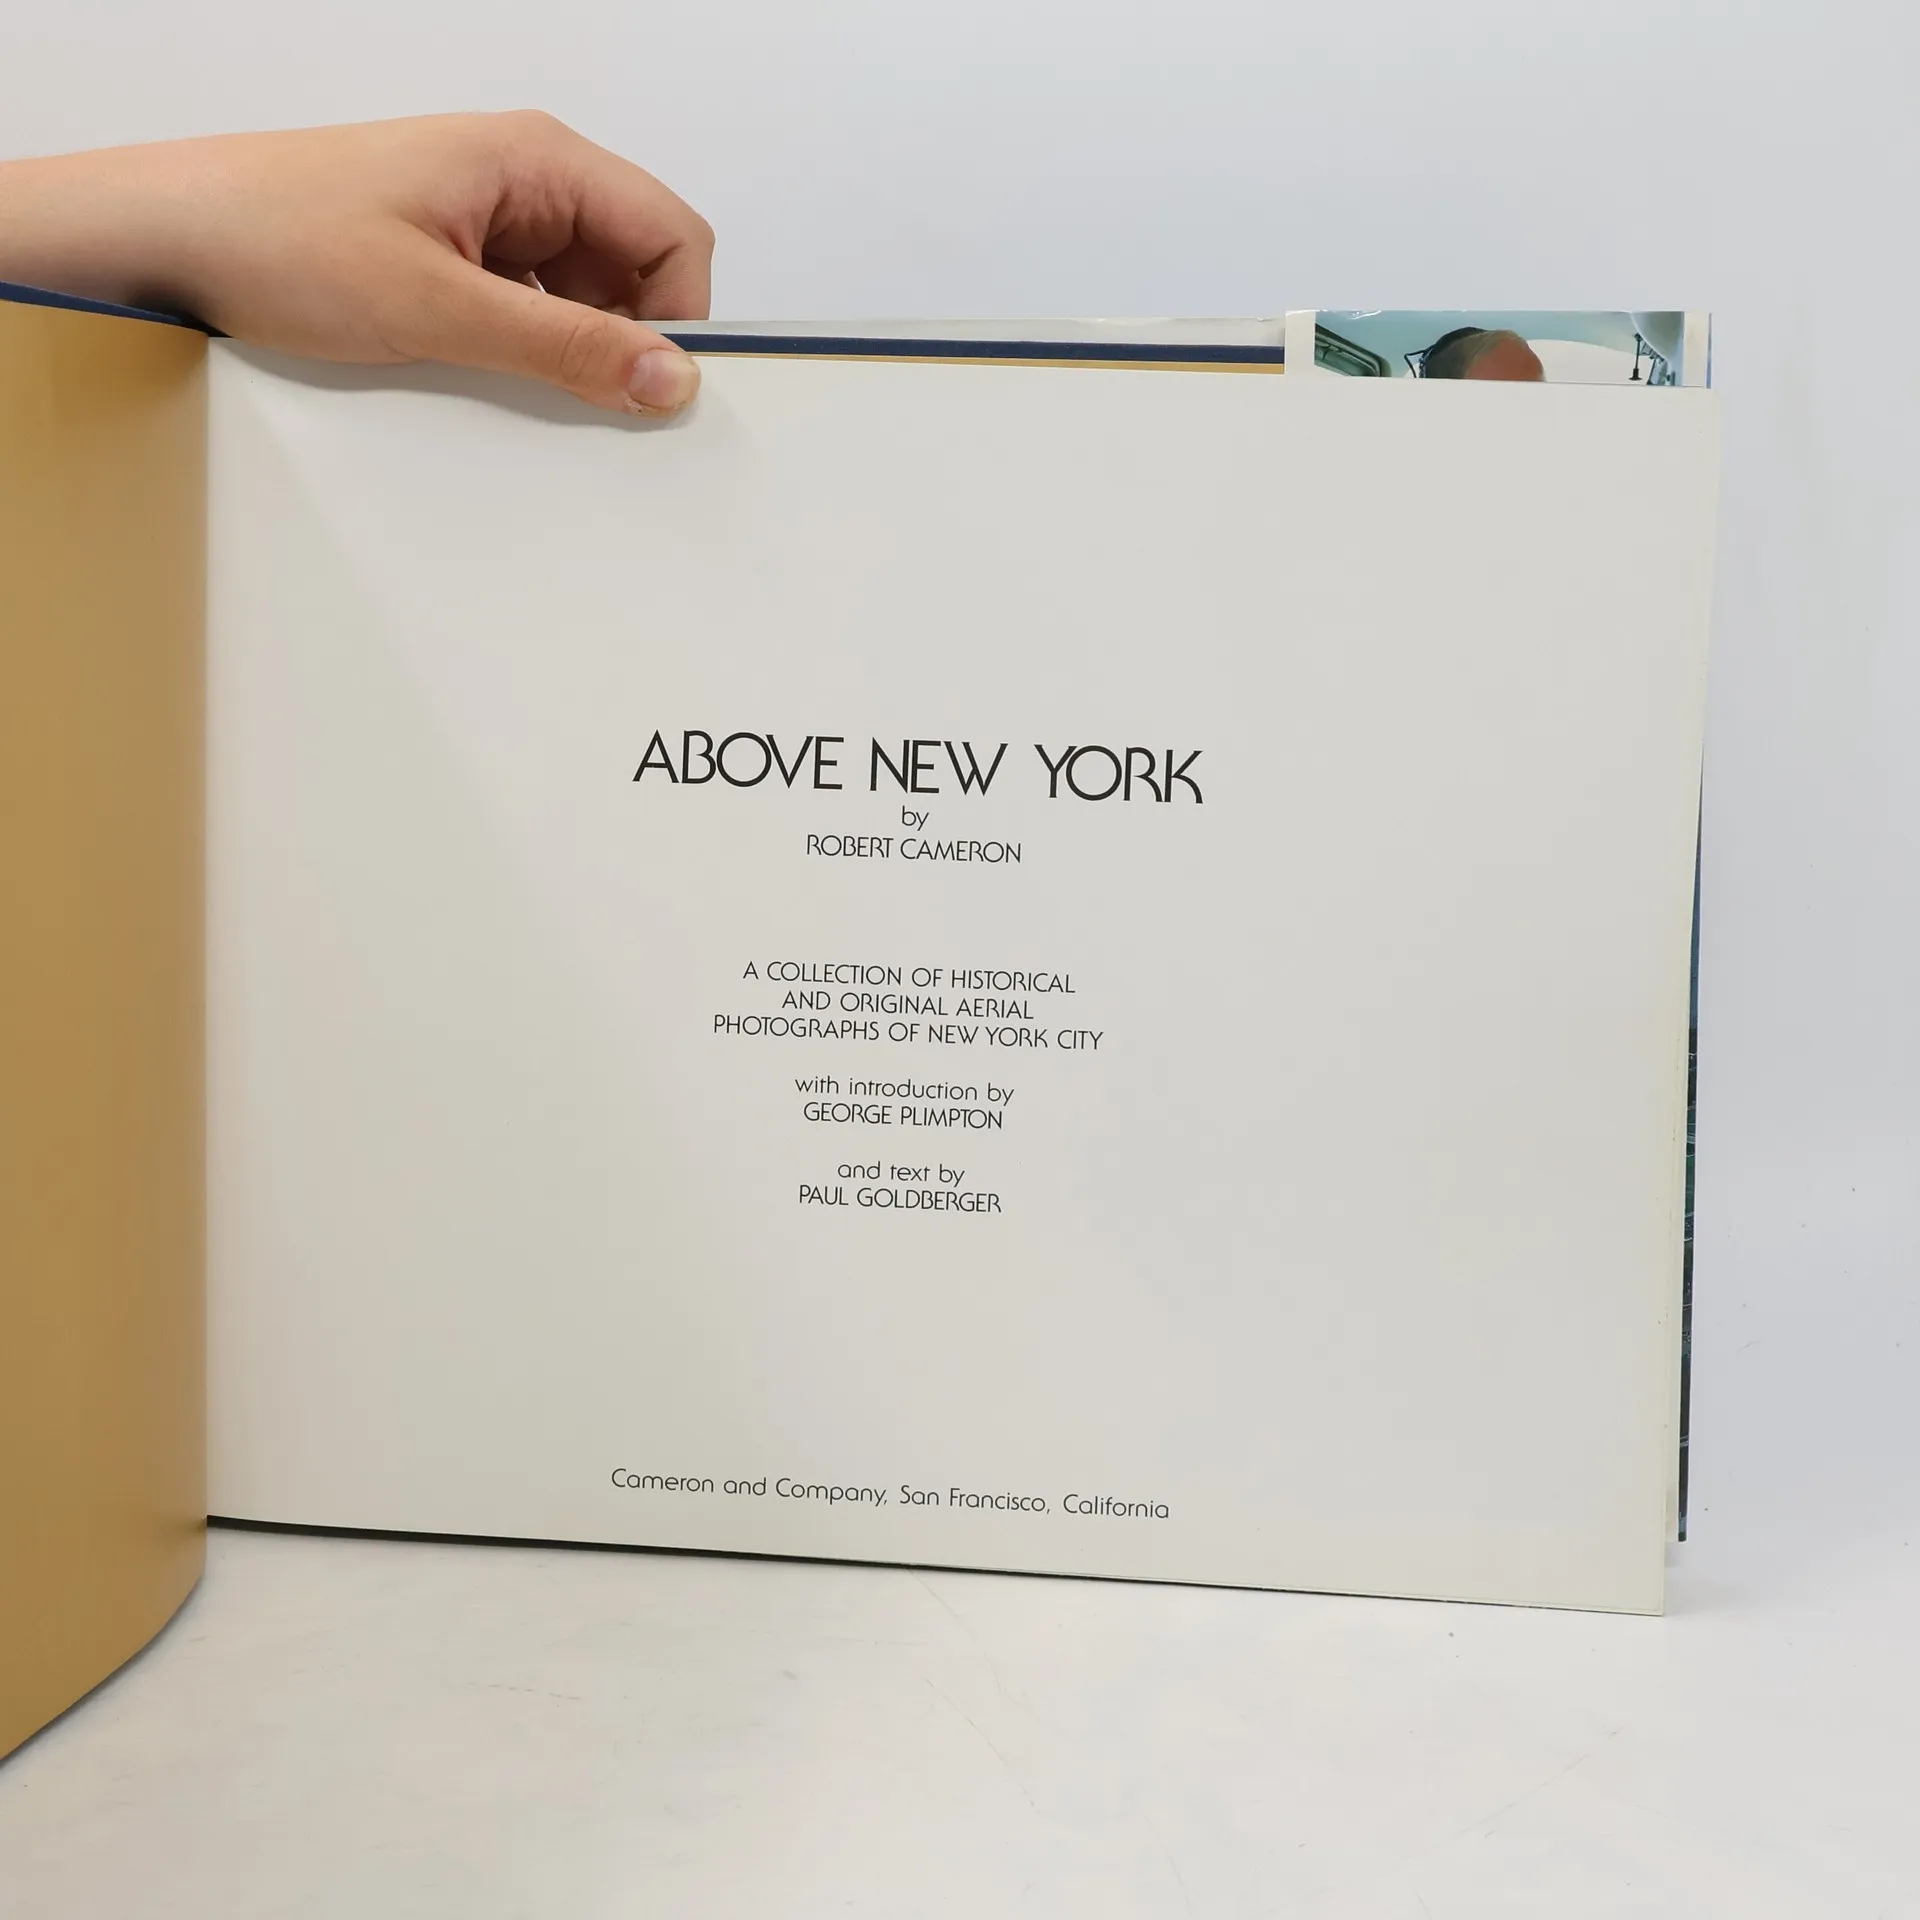 ABOVE NEW YORK
by
ROBERT CAMERON
A COLLECTION OF HISTORICAL
AND ORIGINAL AERIAL
PHOTOGRAPHS OF NEW YORK CITY
with introduction by
GEORGE PLIMPTON
and text by
PAUL GOLDBERGER
Cameron and Company, San Francisco, California